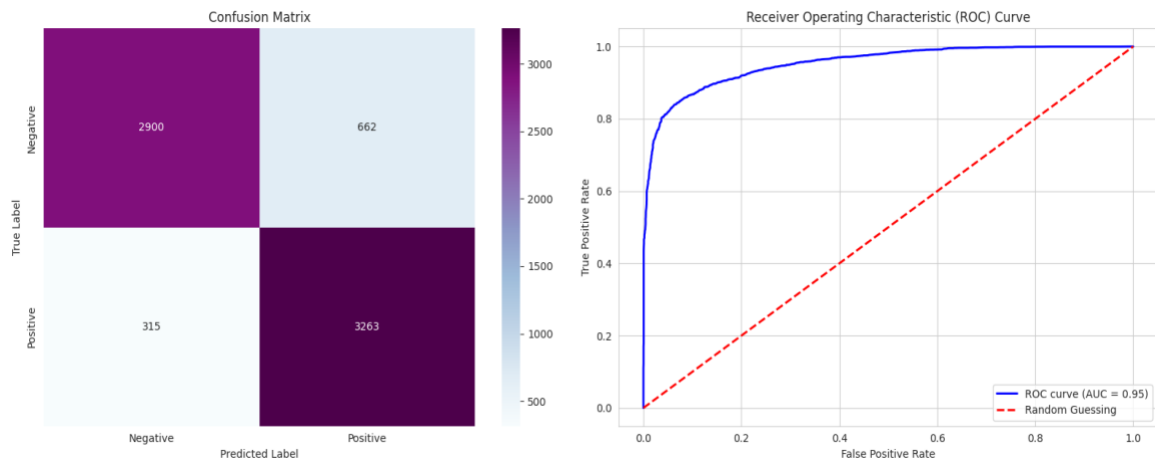 Confusion Matrix
Negative
Positive
True Label
2900
662
315
3263
Negative
Positive
Predicted Label
3000
2500
2000
1500
1000
500
Receiver Operating Characteristic (ROC) Curve
True Positive Rate
1.0
0.8
0.6
0.4
0.2
0.0
ROC curve (AUC = 0.95)
Random Guessing
0.0
0.2
0.4
0.6
0.8
1.0
False Positive Rate